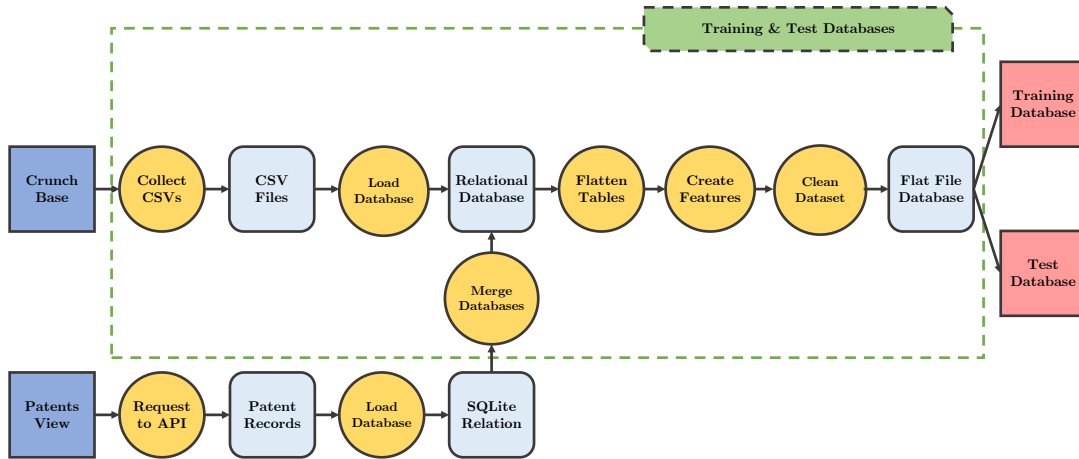 Training & Test Databases
Training
Database
Crunch
Base
Collect
CSVs
CSV
Files
Load
Database
Relational
Database
Flatten
Tables
Create
Features
Clean
Dataset
Flat File
Database
Test
Database
Merge
Databases
Patents
View
Request
to API
Patent
Records
Load
Database
SQLite
Relation